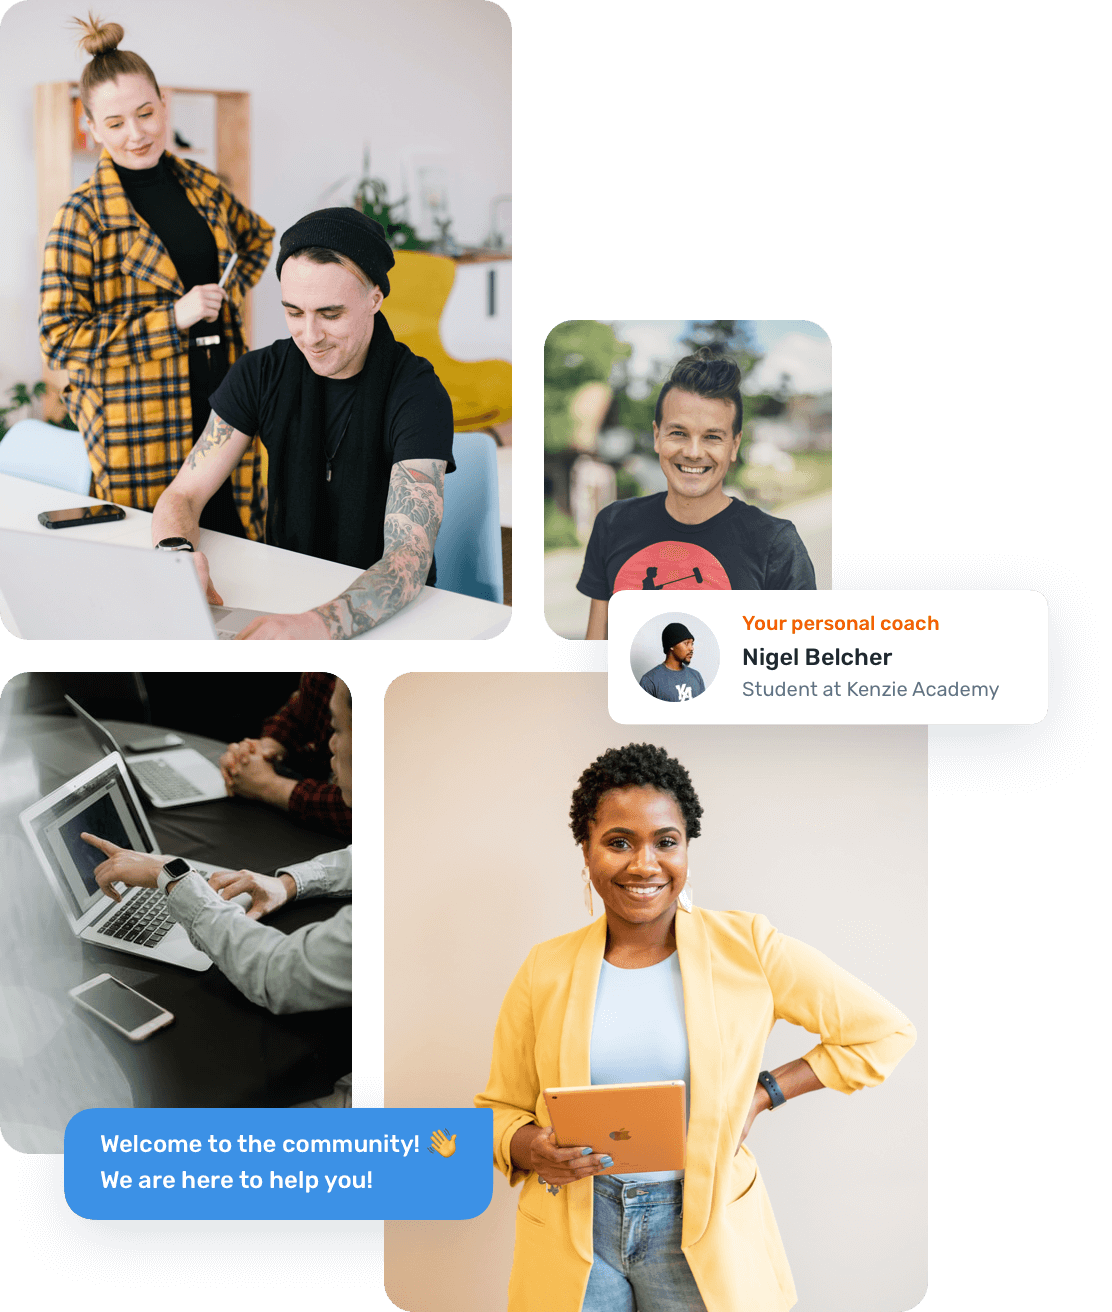 Your personal coach
Nigel Belcher
Student at Kenzie Academy
Welcome to the community! 👋
We are here to help you!